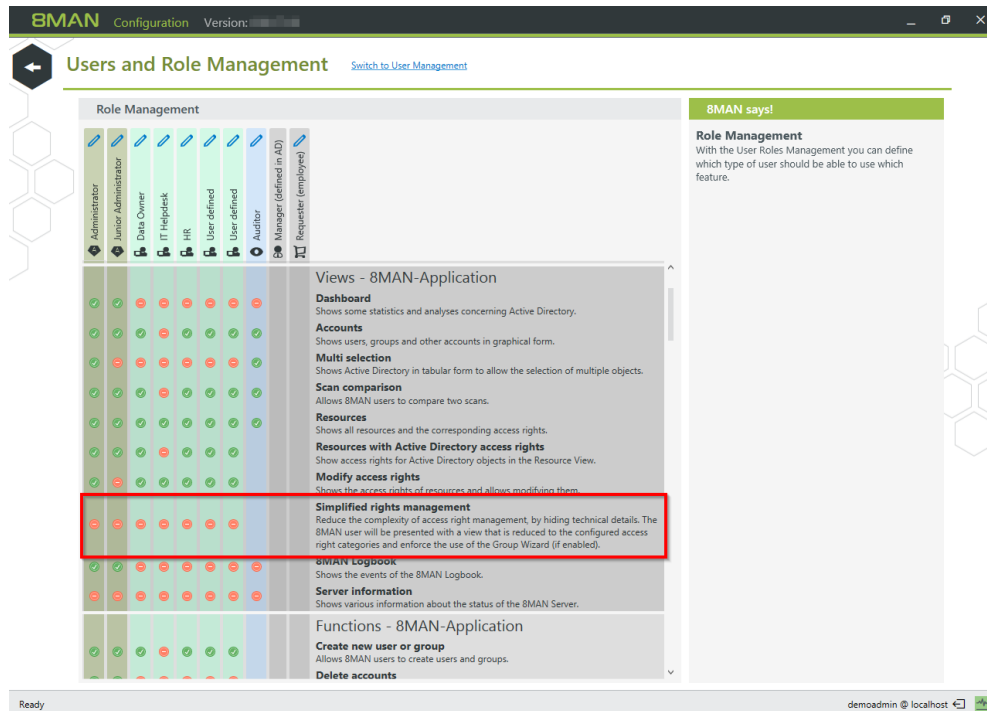 8MAN Configuration Version:
Users and Role Management Switch to User Management
Role Management
Administrator
Junior Administrator
Data Owner
IT Helpdesk
HR
User defined
User defined
Auditor
Manager (defined in AD)
Requester (employee)
Views - 8MAN-Application
Dashboard
Shows some statistics and analyses concerning Active Directory.
Accounts
Shows users, groups and other accounts in graphical form.
Multi selection
Shows Active Directory in tabular form to allow the selection of multiple objects.
Scan comparison
Allows 8MAN users to compare two scans.
Resources
Shows all resources and the corresponding access rights.
Resources with Active Directory access rights
Show access rights for Active Directory objects in the Resource View.
Modify access rights
Shows the access rights of resources and allows modifying them.
Simplified rights management
Reduce the complexity of access right management, by hiding technical details. The
8MAN user will be presented with a view that is reduced to the configured access
right categories and enforce the use of the Group Wizard (if enabled).
8MAN Logbook
Shows the events of the 8MAN Logbook.
Server information
Shows various information about the status of the 8MAN Server.
Functions - 8MAN-Application
Create new user or group
Allows 8MAN users to create users and groups.
Delete accounts
8MAN says!
Role Management
With the User Roles Management you can define
which type of user should be able to use which
feature.
Ready
demoadmin @ localhost